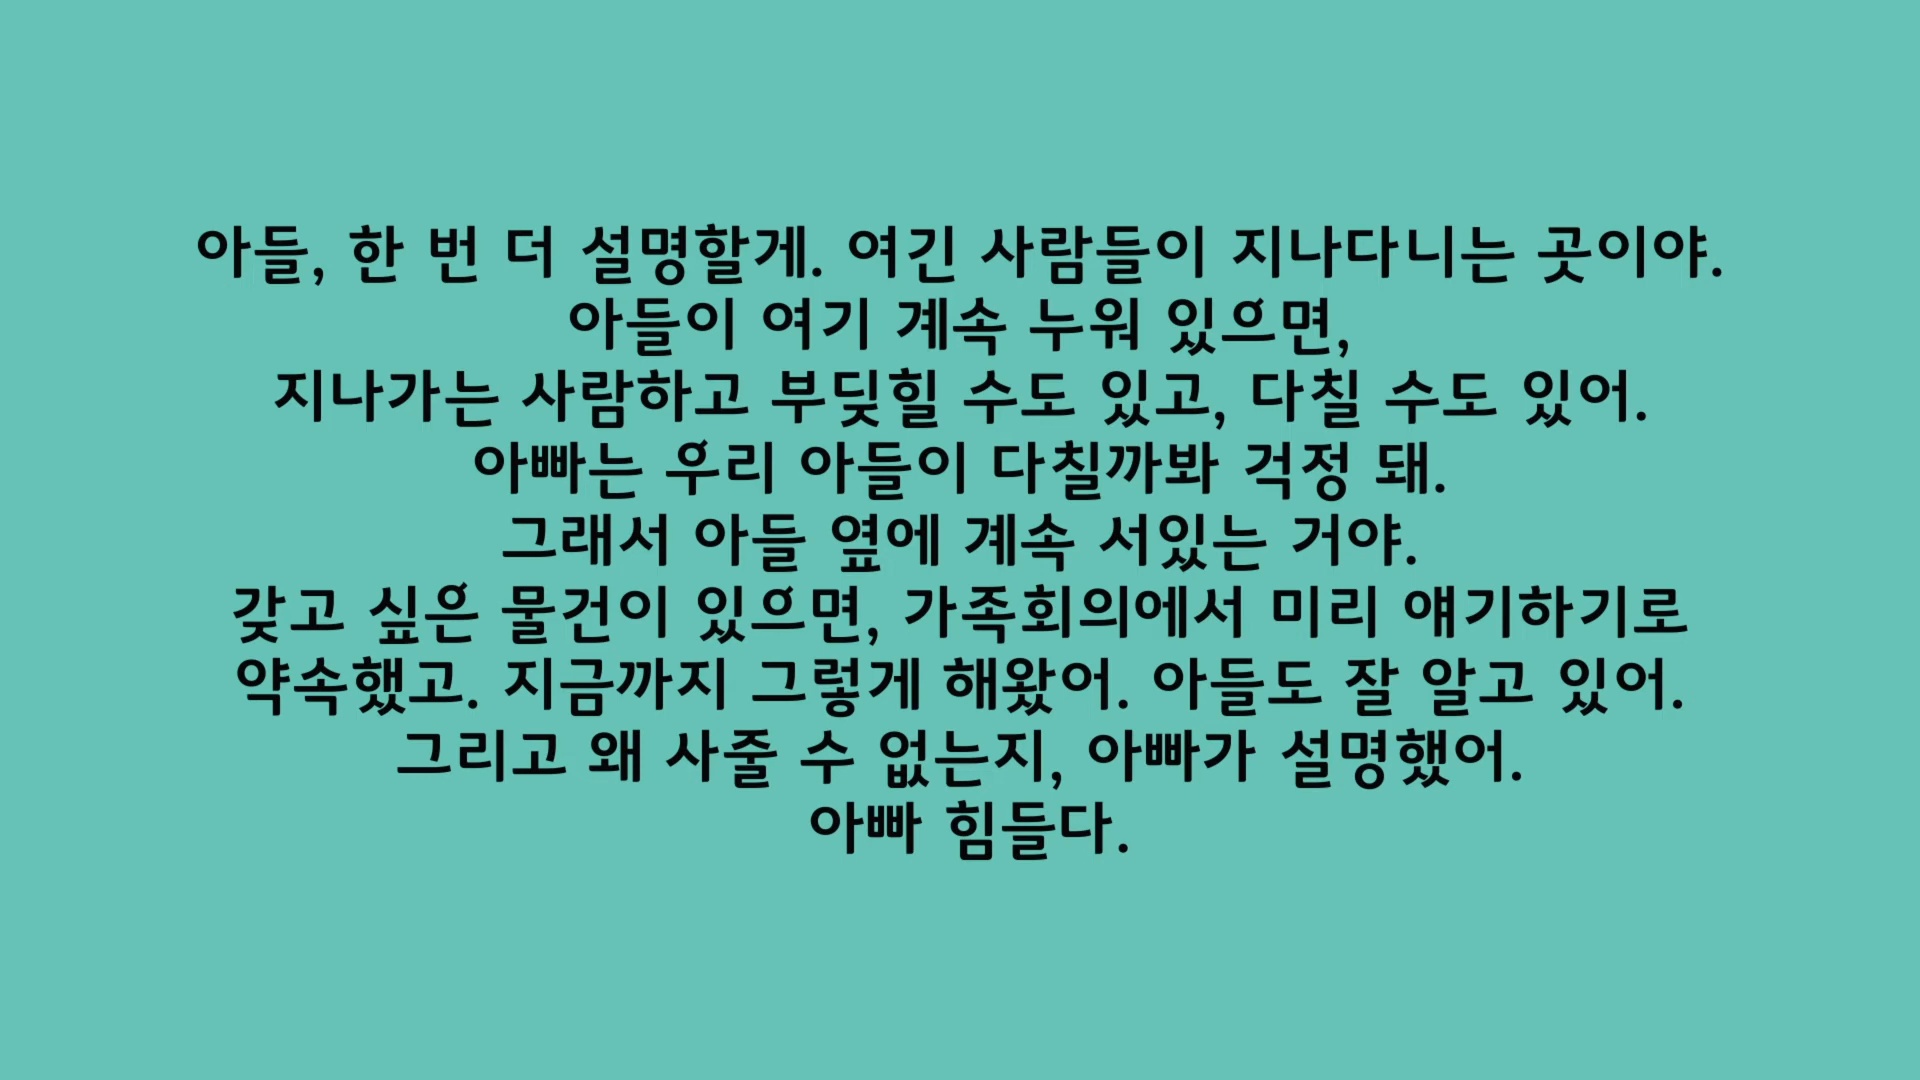 아들, 한 번 더 설명할게. 여긴 사람들이 지나다니는 곳이야.
아들이 여기 계속 누워 있으면,
지나가는 사람하고 부딪힐 수도 있고, 다칠 수도 있어.
아빠는 우리 아들이 다칠까봐 걱정 돼.
그래서 아들 옆에 계속 서있는 거야.
갖고 싶은 물건이 있으면, 가족회의에서 미리 얘기하기로
약속했고. 지금까지 그렇게 해왔어. 아들도 잘 알고 있어.
그리고 왜 사줄 수 없는지, 아빠가 설명했어.
아빠 힘들다.